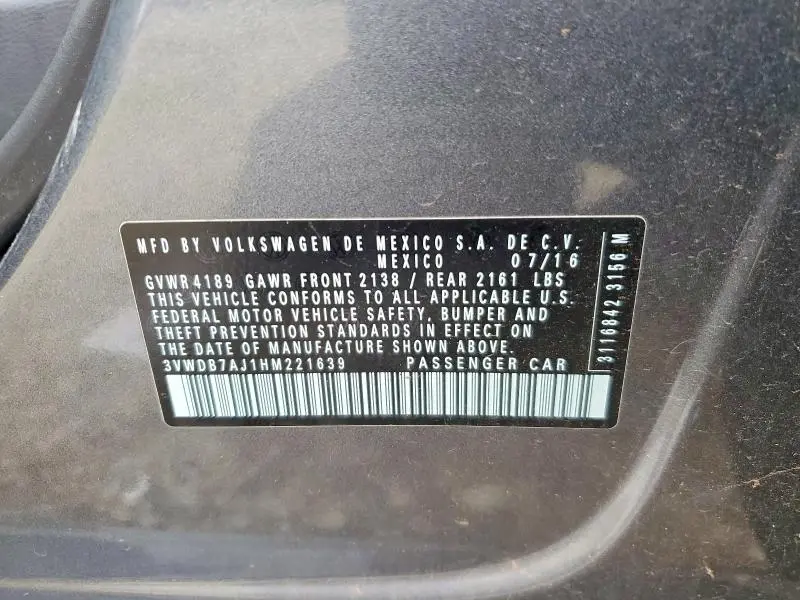 MFD BY VOLKSWAGEN DE MEXICO S.A. DE C.V.
MEXICO 07/16
GVWR 4189 GAWR FRONT 2138 / REAR 2161 LBS
THIS VEHICLE CONFORMS TO ALL APPLICABLE U.S.
FEDERAL MOTOR VEHICLE SAFETY, BUMPER AND
THEFT PREVENTION STANDARDS IN EFFECT ON
THE DATE OF MANUFACTURE SHOWN ABOVE.
3VWDB7AJ1HM221639 PASSENGER CAR
3116842 3156 M